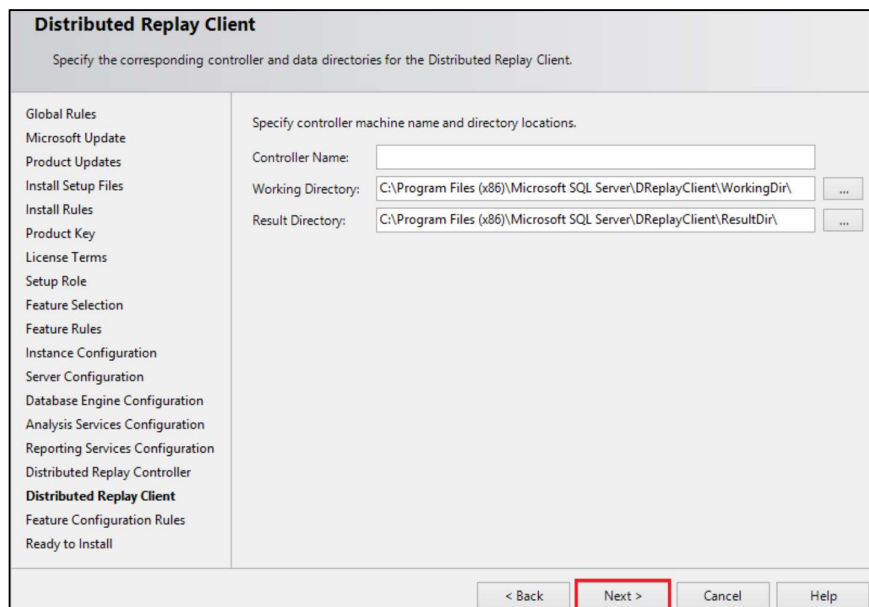 Distributed Replay Client
Specify the corresponding controller and data directories for the Distributed Replay Client.
Global Rules
Microsoft Update
Product Updates
Install Setup Files
Install Rules
Product Key
License Terms
Setup Role
Feature Selection
Feature Rules
Instance Configuration
Server Configuration
Database Engine Configuration
Analysis Services Configuration
Reporting Services Configuration
Distributed Replay Controller
Distributed Replay Client
Feature Configuration Rules
Ready to Install
Specify controller machine name and directory locations.
Controller Name:
Working Directory: C:\Program Files (x86)\Microsoft SQL Server\DReplayClient\WorkingDir\ ...
Result Directory: C:\Program Files (x86)\Microsoft SQL Server\DReplayClient\ResultDir\ ...
< Back Next > Cancel Help